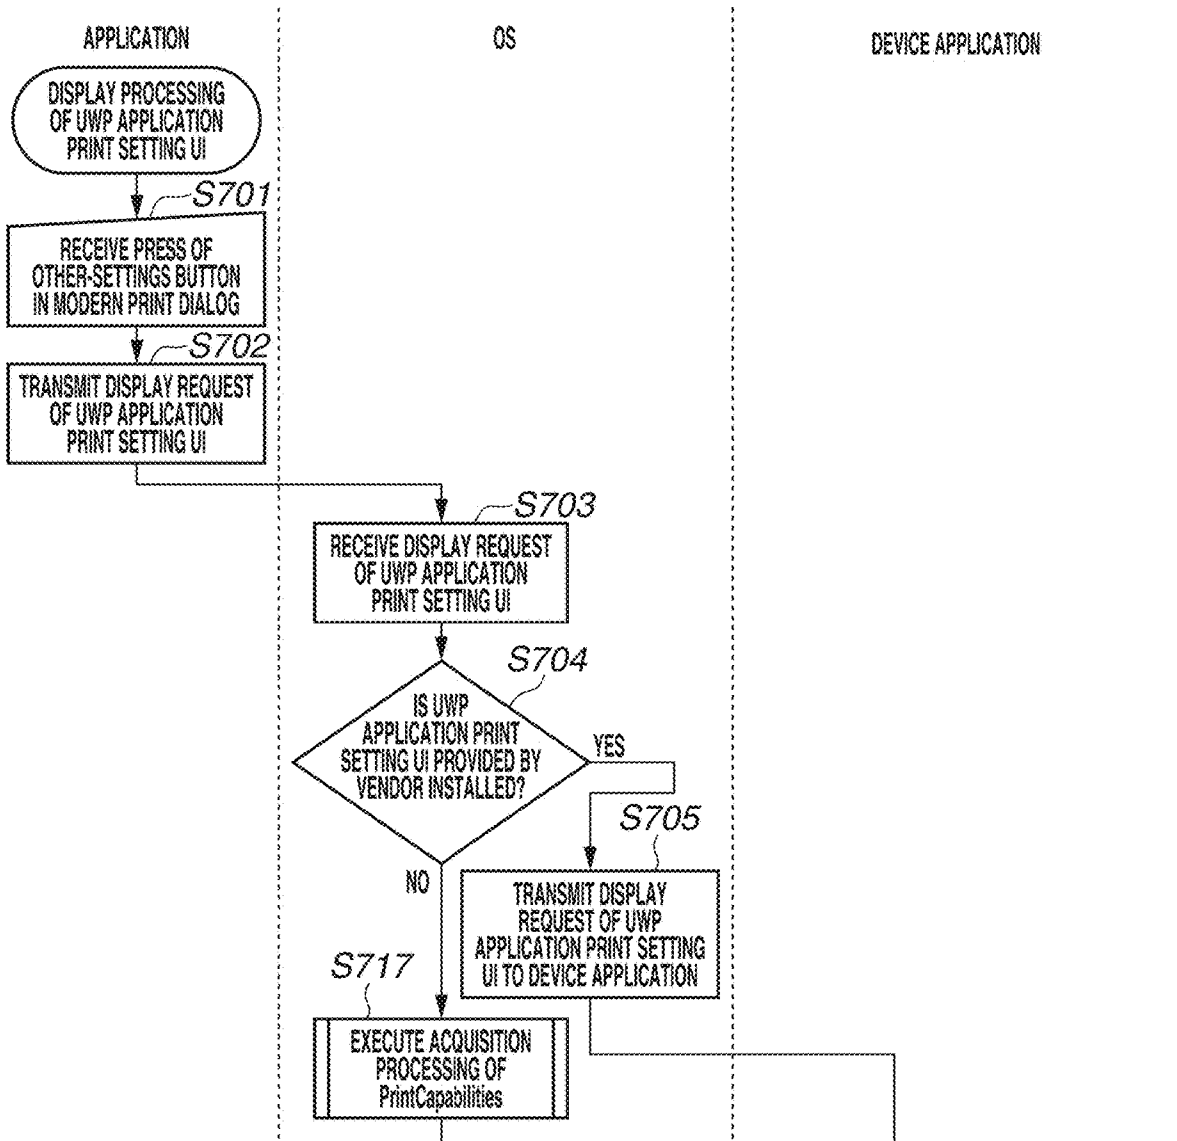 APPLICATION
OS
DEVICE APPLICATION
DISPLAY PROCESSING
OF UWP APPLICATION
PRINT SETTING UI
S701
RECEIVE PRESS OF
OTHER-SETTINGS BUTTON
IN MODERN PRINT DIALOG
S702
TRANSMIT DISPLAY REQUEST
OF UWP APPLICATION
PRINT SETTING UI
S703
RECEIVE DISPLAY REQUEST
OF UWP APPLICATION
PRINT SETTING UI
S704
IS UWP
APPLICATION PRINT
SETTING UI PROVIDED BY
VENDOR INSTALLED?
YES
S705
NO
TRANSMIT DISPLAY
REQUEST OF UWP
APPLICATION PRINT SETTING
UI TO DEVICE APPLICATION
S717
EXECUTE ACQUISITION
PROCESSING OF
PrintCapabilities